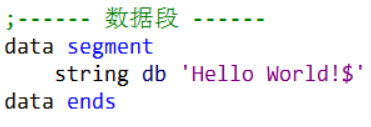 ;------ 数据段 ------
data segment
    string db 'Hello World!$'
data ends